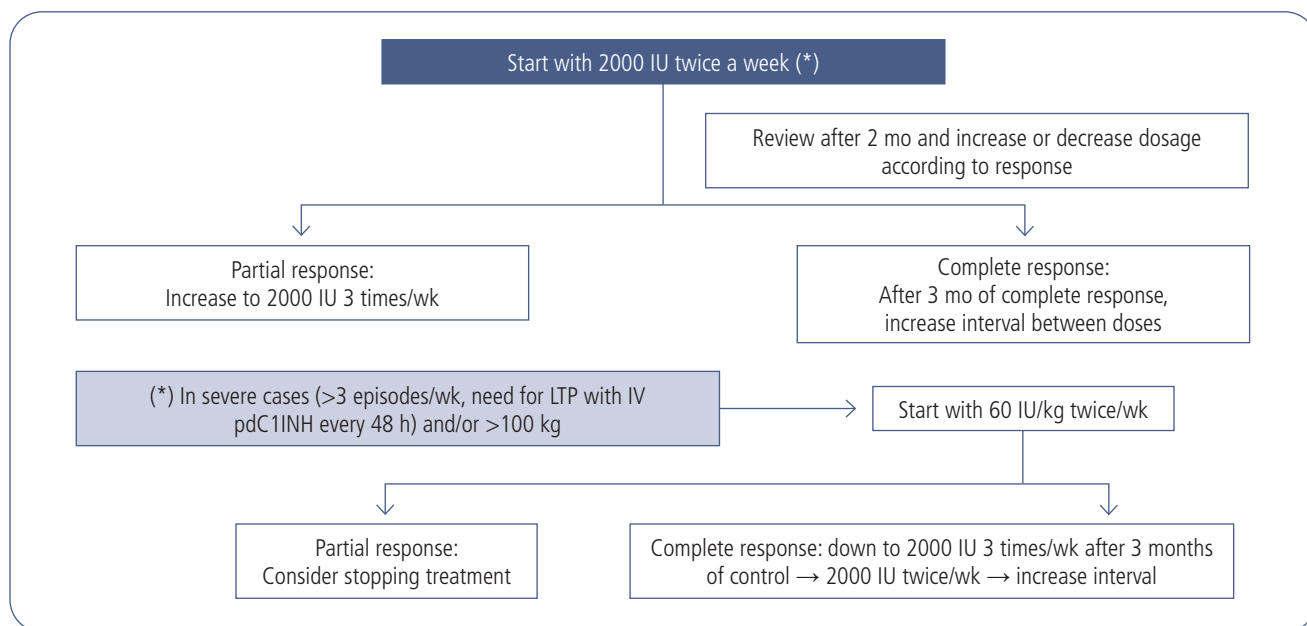 Start with 2000 IU twice a week (*)
Review after 2 mo and increase or decrease dosage
according to response
Partial response:
Increase to 2000 IU 3 times/wk
Complete response:
After 3 mo of complete response,
increase interval between doses
(*) In severe cases (>3 episodes/wk, need for LTP with IV
pdC1INH every 48 h) and/or >100 kg
Start with 60 IU/kg twice/wk
Partial response:
Consider stopping treatment
Complete response: down to 2000 IU 3 times/wk after 3 months
of control → 2000 IU twice/wk → increase interval